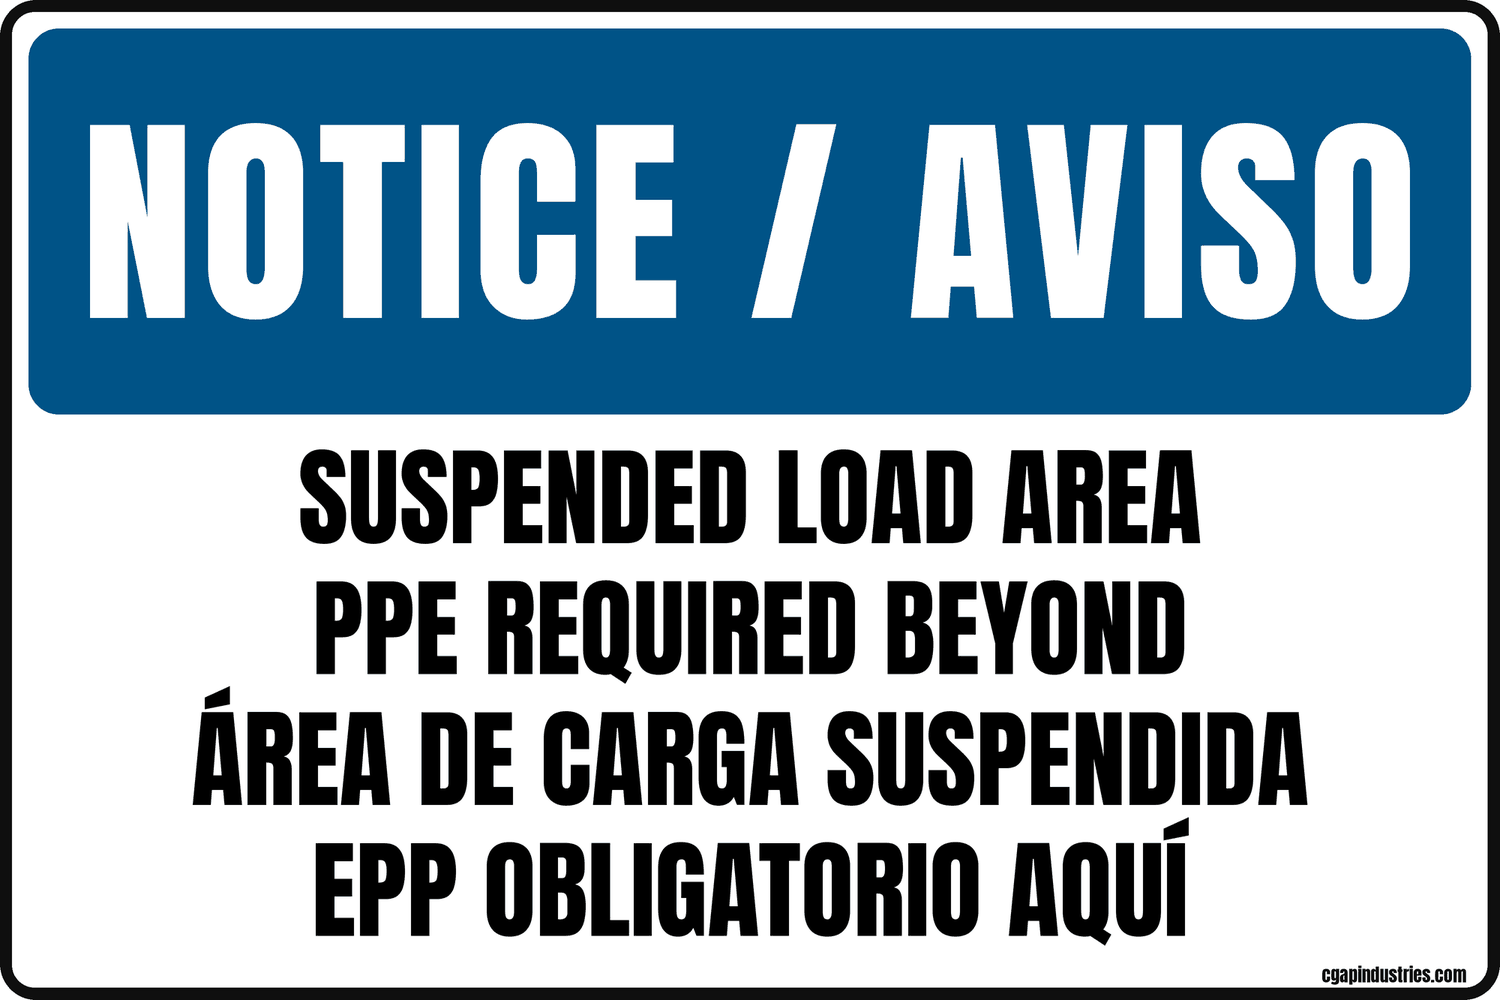 NOTICE / AVISO
SUSPENDED LOAD AREA
PPE REQUIRED BEYOND
ÁREA DE CARGA SUSPENDIDA
EPP OBLIGATORIO AQUÍ
cgapindustries.com